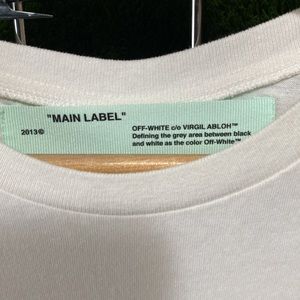 "MAIN LABEL"
2013©
OFF-WHITE c/o VIRGIL ABLOH™
Defining the grey area between black
and white as the color Off-White™